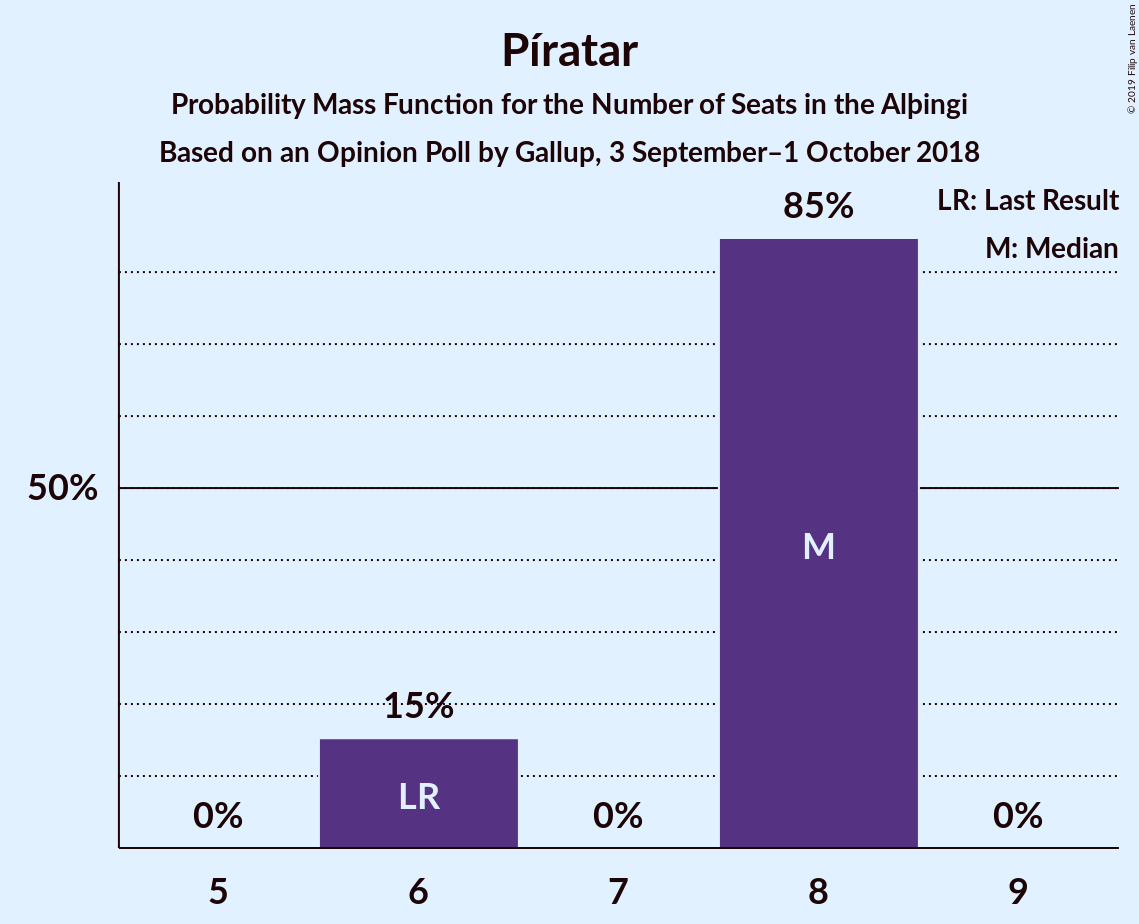 Píratar
Probability Mass Function for the Number of Seats in the Alþingi
Based on an Opinion Poll by Gallup, 3 September–1 October 2018
© 2019 Filip van Laenen
LR: Last Result
M: Median
85%
50%
M
15%
LR
0%
0%
0%
5
6
7
8
9